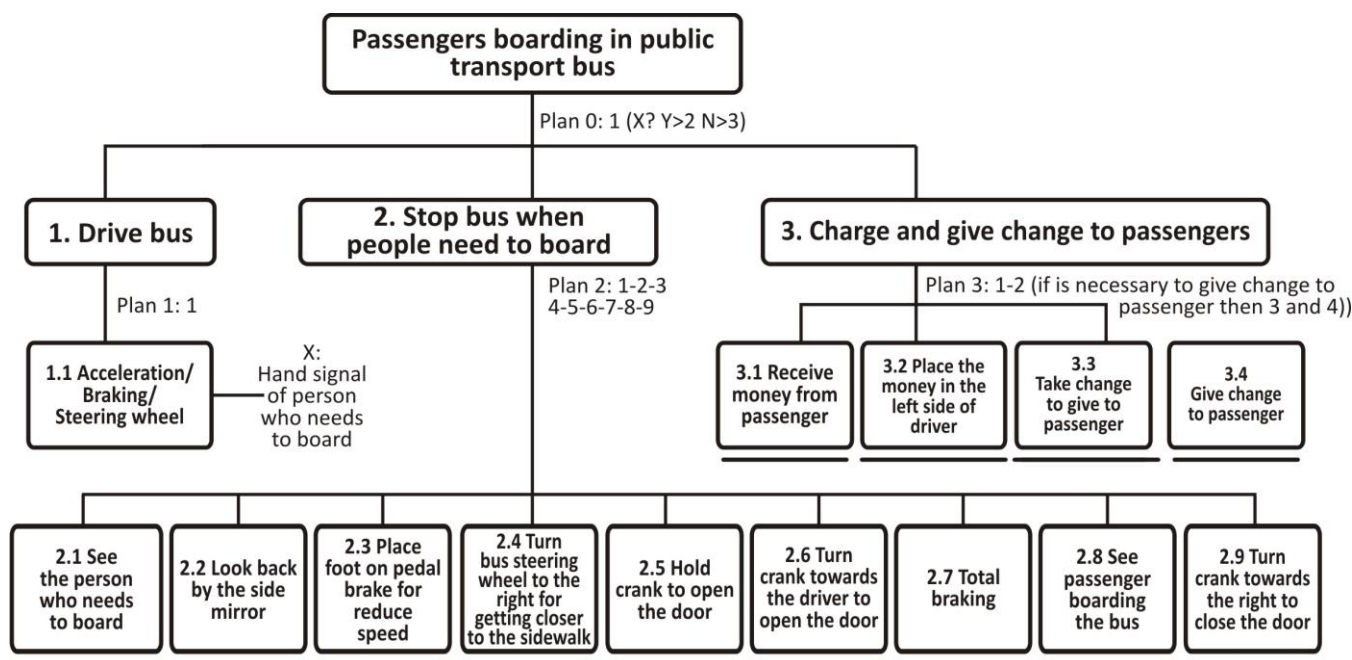 Passengers boarding in public
transport bus
Plan 0: 1 (X? Y>2 N>3)
1. Drive bus
2. Stop bus when
people need to board
3. Charge and give change to passengers
Plan 1: 1
Plan 2: 1-2-3
4-5-6-7-8-9
Plan 3: 1-2 (if is necessary to give change to
passenger then 3 and 4))
1.1 Acceleration/
Braking/
Steering wheel
X:
Hand signal
of person
who needs
to board
3.1 Receive
money from
passenger
3.2 Place the
money in the
left side of
driver
3.3
Take change
to give to
passenger
3.4
Give change
to passenger
2.1 See
the person
who needs
to board
2.2 Look back
by the side
mirror
2.3 Place
foot on pedal
brake for
reduce
speed
2.4 Turn
bus steering
wheel to the
right for
getting closer
to the sidewalk
2.5 Hold
crank to open
the door
2.6 Turn
crank towards
the driver to
open the door
2.7 Total
braking
2.8 See
passenger
boarding
the bus
2.9 Turn
crank towards
the right to
close the door